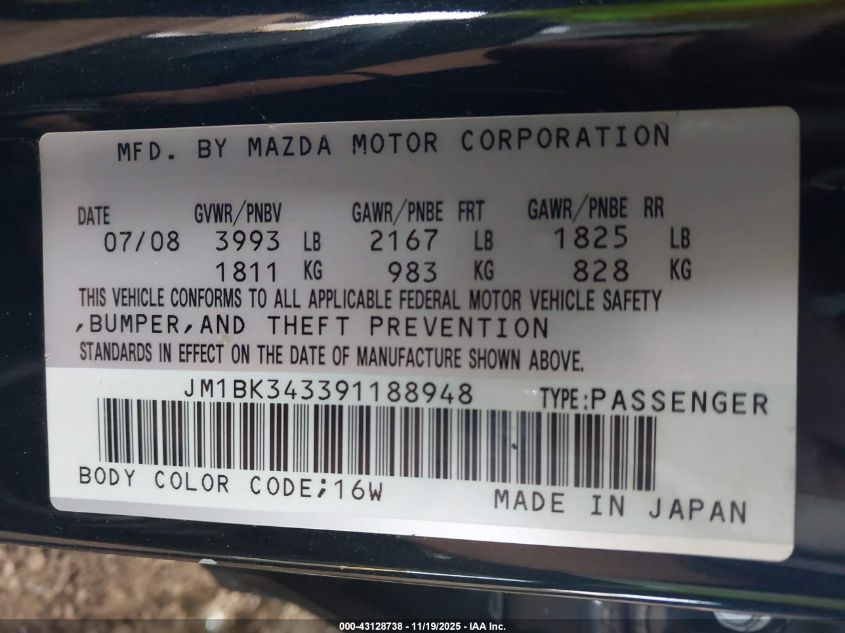 MFD. BY MAZDA MOTOR CORPORATION
DATE GVWR/PNBV GAWR/PNBE FRT GAWR/PNBE RR
07/08 3993 LB 2167 LB 1825 LB
1811 KG 983 KG 828 KG
THIS VEHICLE CONFORMS TO ALL APPLICABLE FEDERAL MOTOR VEHICLE SAFETY
,BUMPER,AND THEFT PREVENTION
STANDARDS IN EFFECT ON THE DATE OF MANUFACTURE SHOWN ABOVE.
JM1BK343391188948 TYPE:PASSENGER
BODY COLOR CODE;16W MADE IN JAPAN
000-43128738 - 11/19/2025 - IAA Inc.